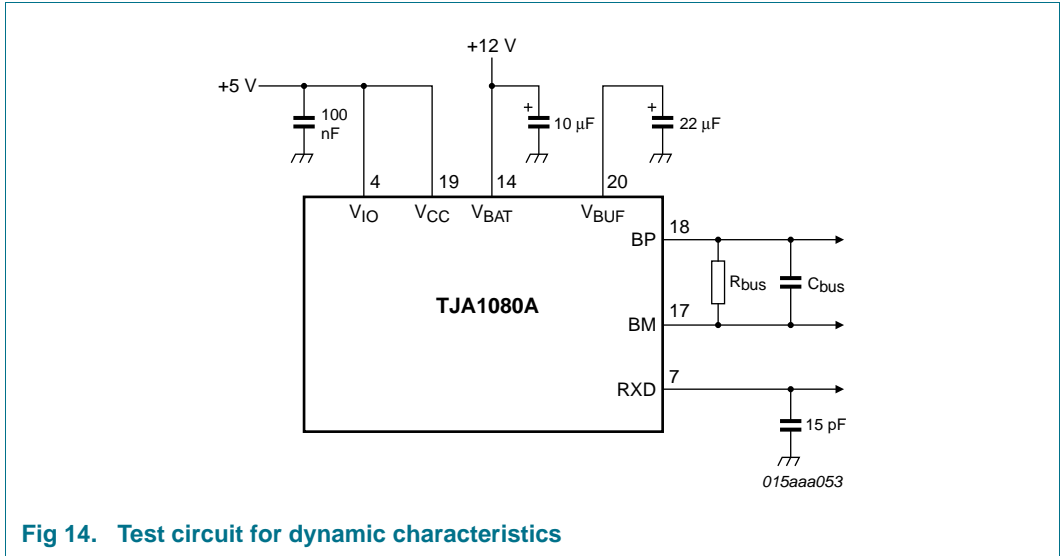 +12 V
+5 V
100
nF
+
10 μF
+
22 μF
4
19
14
20
VIO
VCC
VBAT
VBUF
BP
18
Rbus
Cbus
TJA1080A
BM
17
RXD
7
15 pF
015aaa053
Fig 14. Test circuit for dynamic characteristics